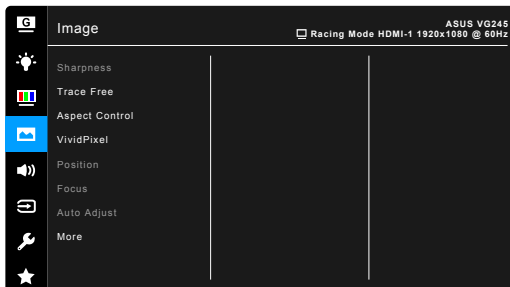 G
Image
ASUS VG245
Racing Mode HDMI-1 1920x1080 @ 60Hz
Sharpness
Trace Free
Aspect Control
VividPixel
Position
Focus
Auto Adjust
More